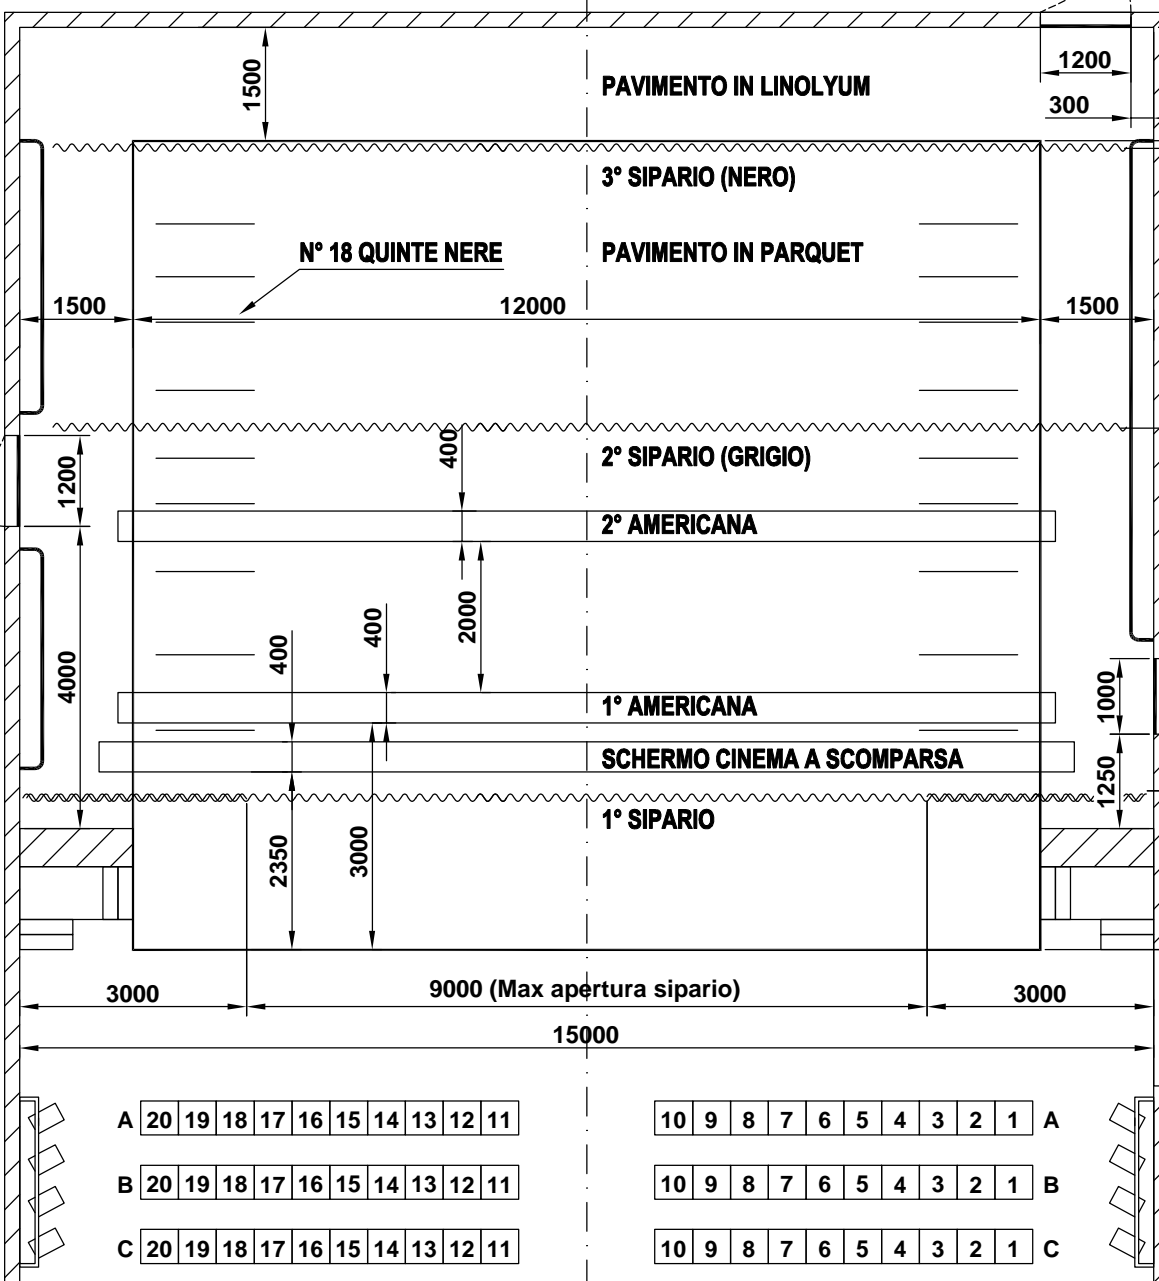 1200
1500
PAVIMENTO IN LINOLYUM
300
3° SIPARIO (NERO)
N° 18 QUINTE NERE
PAVIMENTO IN PARQUET
1500
12000
1500
400
2° SIPARIO (GRIGIO)
1200
2° AMERICANA
2000
400
400
4000
1000
1° AMERICANA
SCHERMO CINEMA A SCOMPARSA
1250
1° SIPARIO
2350
3000
3000
9000 (Max apertura sipario)
3000
15000
A 20 19 18 17 16 15 14 13 12 11 10 9 8 7 6 5 4 3 2 1 A
B 20 19 18 17 16 15 14 13 12 11 10 9 8 7 6 5 4 3 2 1 B
C 20 19 18 17 16 15 14 13 12 11 10 9 8 7 6 5 4 3 2 1 C